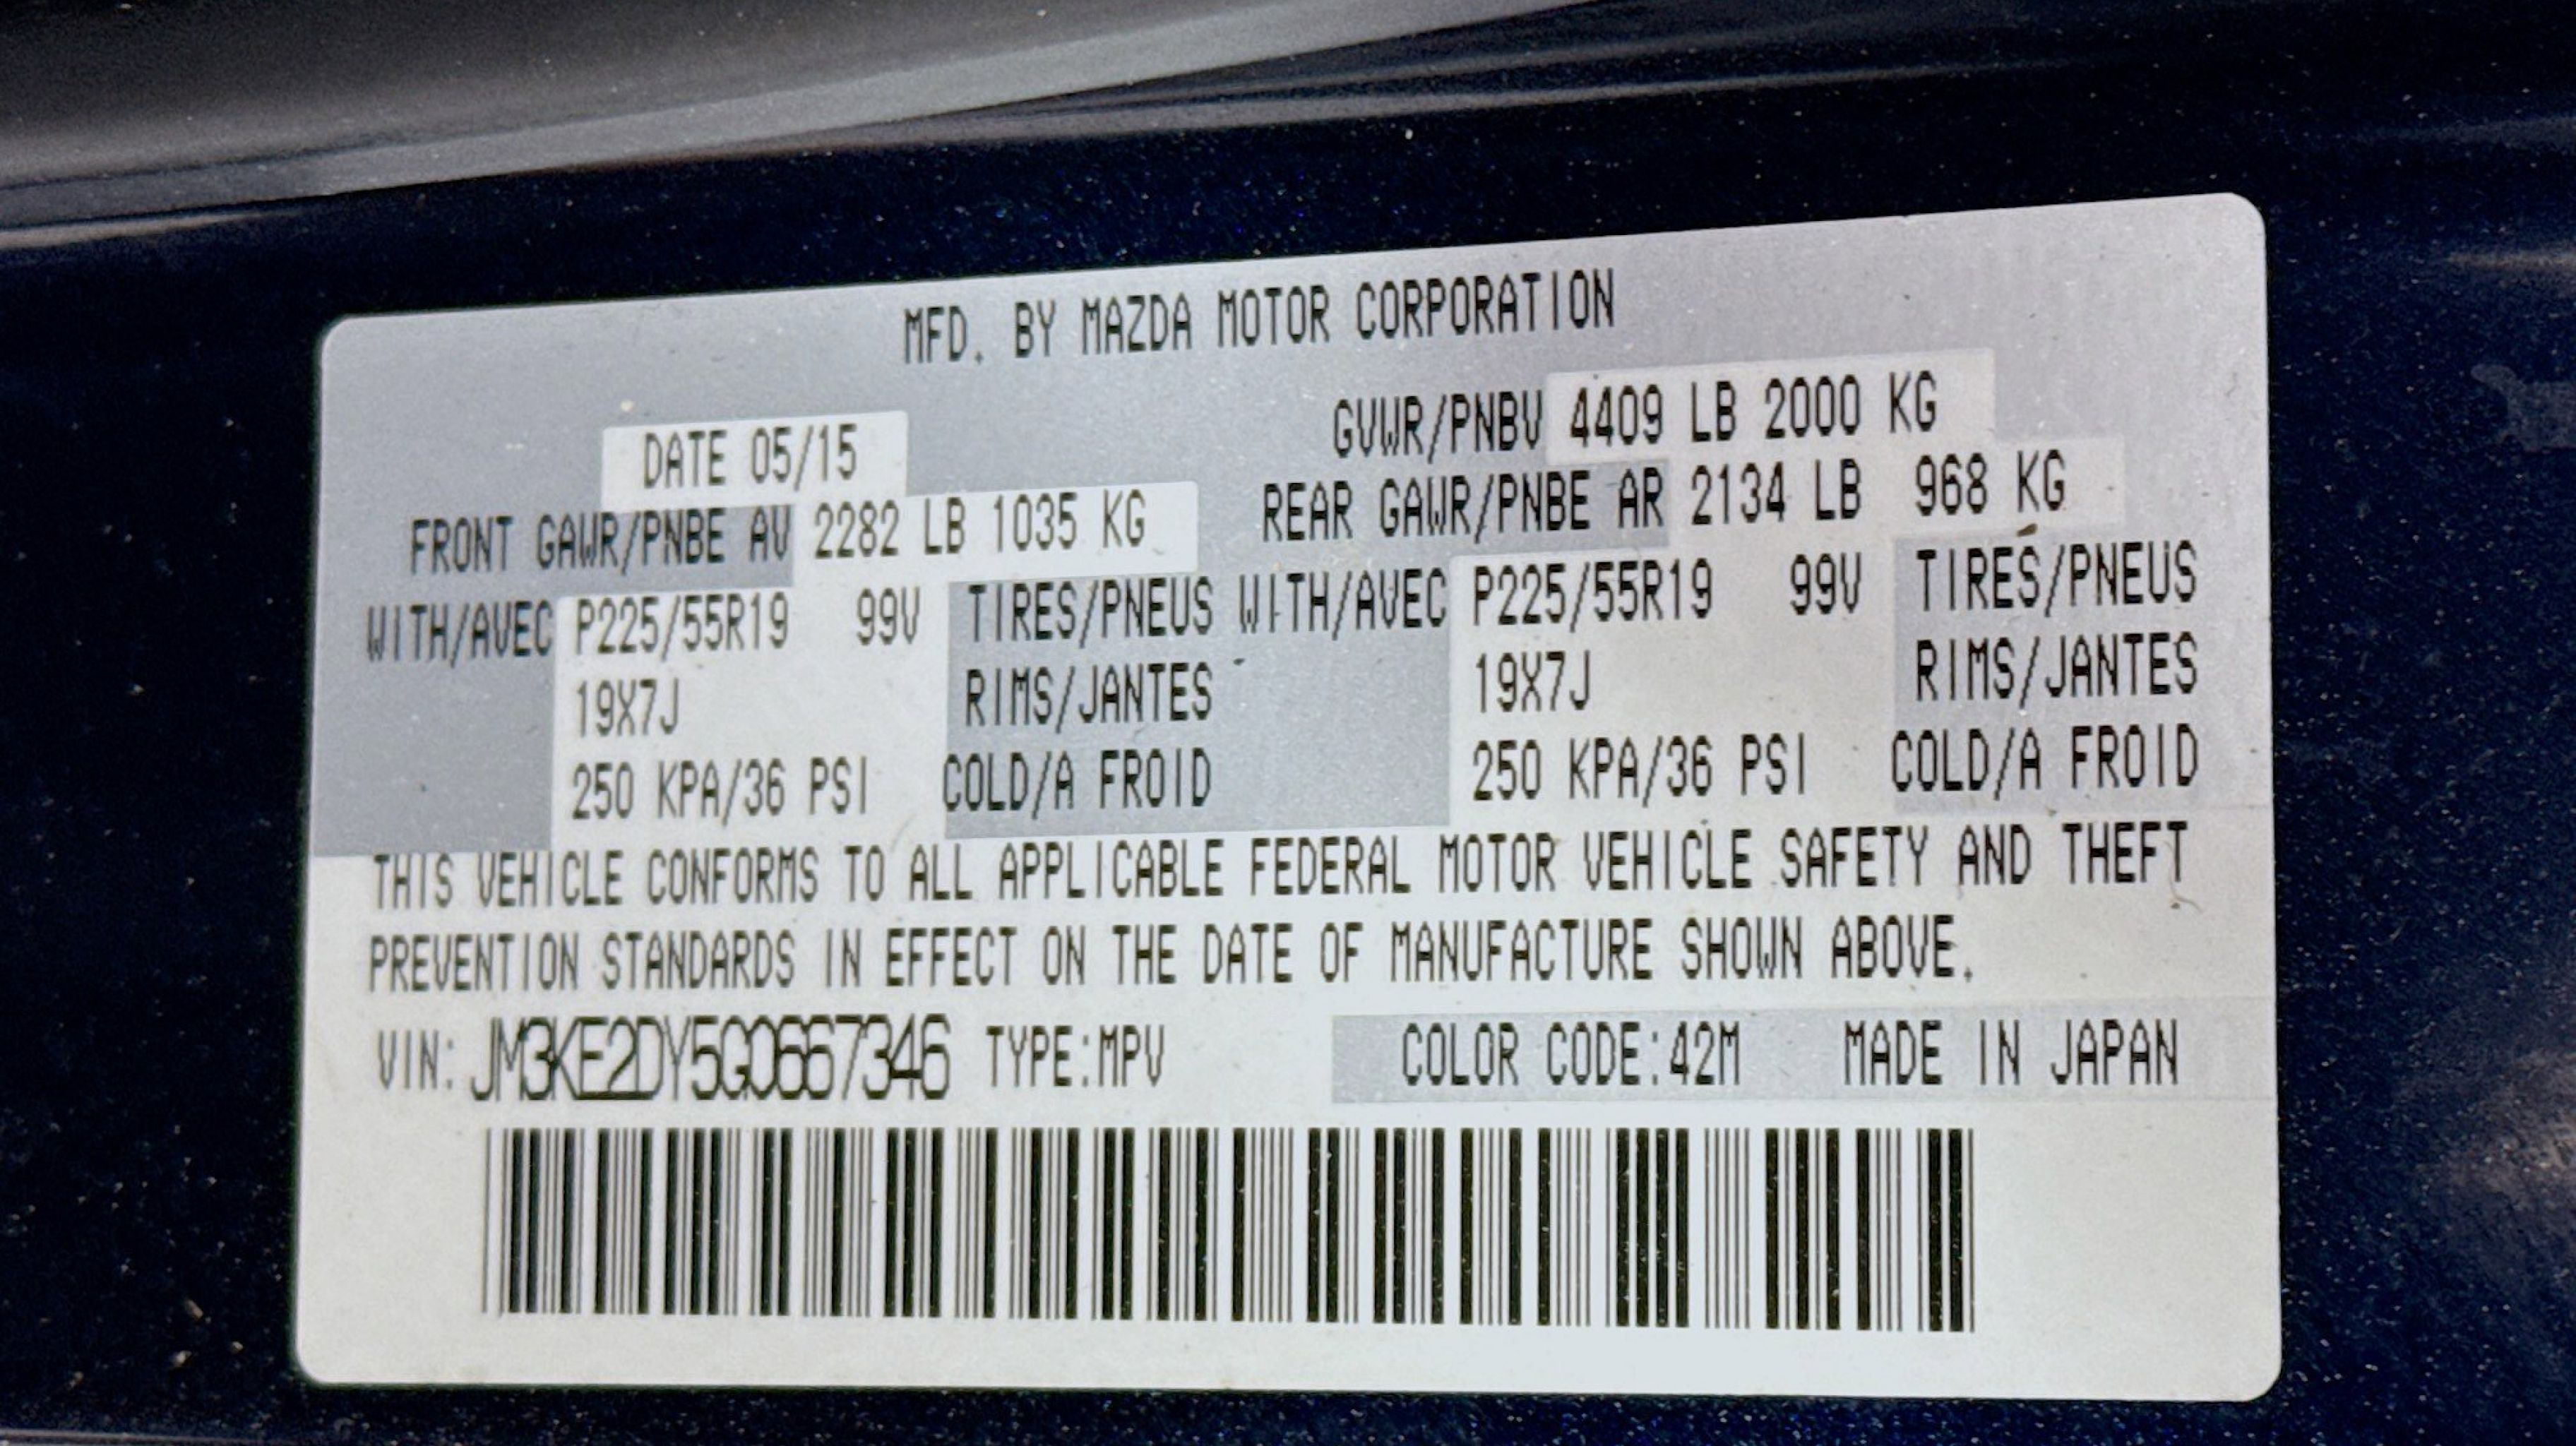 MFD. BY MAZDA MOTOR CORPORATION
DATE 05/15 GVWR/PNBV 4409 LB 2000 KG
FRONT GAWR/PNBE AV 2282 LB 1035 KG REAR GAWR/PNBE AR 2134 LB 968 KG
WITH/AVEC P225/55R19 99V TIRES/PNEUS WITH/AVEC P225/55R19 99V TIRES/PNEUS
19X7J RIMS/JANTES 19X7J RIMS/JANTES
250 KPA/36 PSI COLD/A FROID 250 KPA/36 PSI COLD/A FROID
THIS VEHICLE CONFORMS TO ALL APPLICABLE FEDERAL MOTOR VEHICLE SAFETY AND THEFT
PREVENTION STANDARDS IN EFFECT ON THE DATE OF MANUFACTURE SHOWN ABOVE.
VIN: JM3KE2DY5G0667346 TYPE:MPV COLOR CODE:42M MADE IN JAPAN